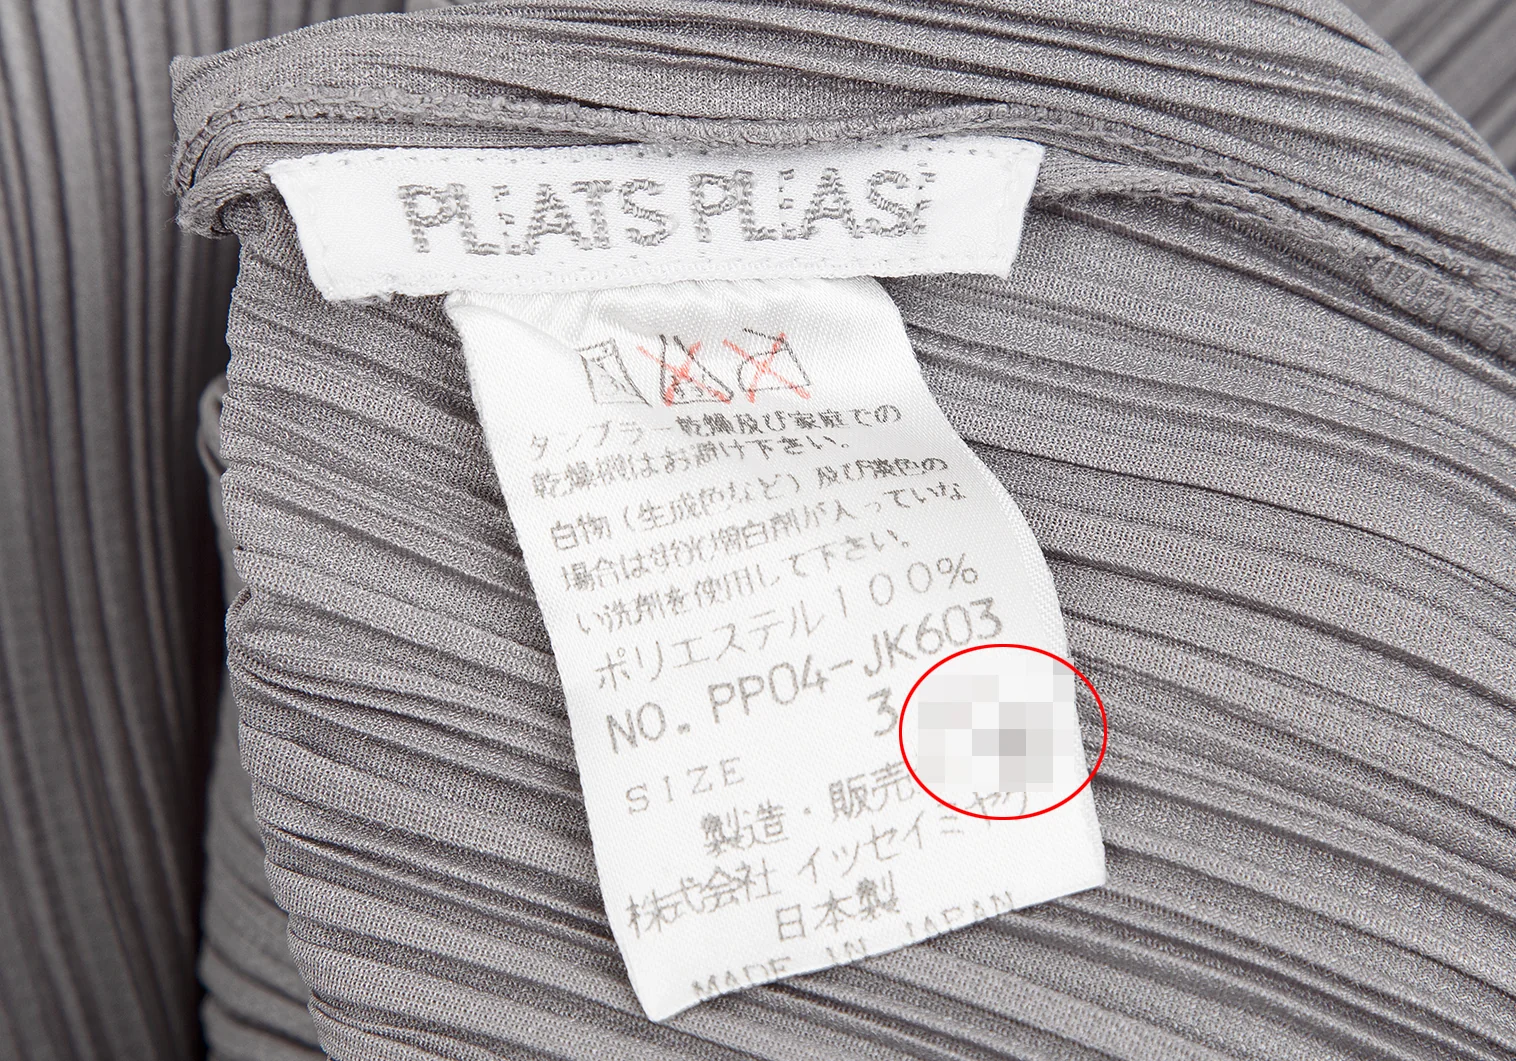 PLEATS PLEASE
タンブラー乾燥及び家庭での
乾燥機はお避け下さい。
白物（生成色など）及び淡色の
場合はすすめ増白剤が入っていな
い洗剤を使用して下さい。
ポリエステル１００％
NO. PP04-JK603
SIZE 3
製造・販売
株式会社 イッセイミヤケ
日本製
MADE IN JAPAN